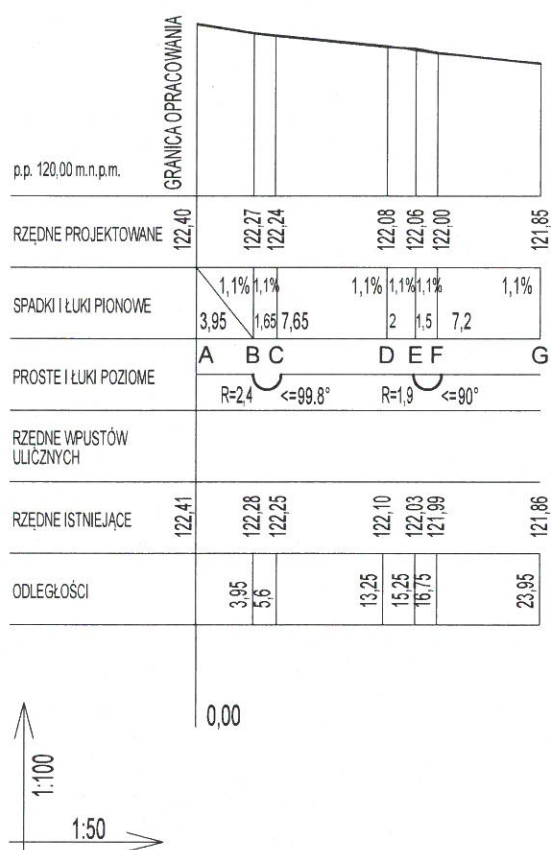 GRANICA OPRACOWANIA
p.p. 120,00 m.n.p.m.
RZĘDNE PROJEKTOWANE
122,40
122,27
122,24
122,08
122,06
122,00
121,85
SPADKI I ŁUKI PIONOWE
1,1% 1,1% 1,1% 1,1% 1,1% 1,1%
3,95 1,65 7,65 2 1,5 7,2
A B C D E F G
PROSTE I ŁUKI POZIOME
R=2,4 <=99.8° R=1,9 <=90°
RZĘDNE WPUSTÓW
ULICZNYCH
RZĘDNE ISTNIEJĄCE
122,41
122,28
122,25
122,10
122,03
121,99
121,86
ODLEGŁOŚCI
3,95
5,6
13,25
15,25
16,75
23,95
0,00
1:100
1:50